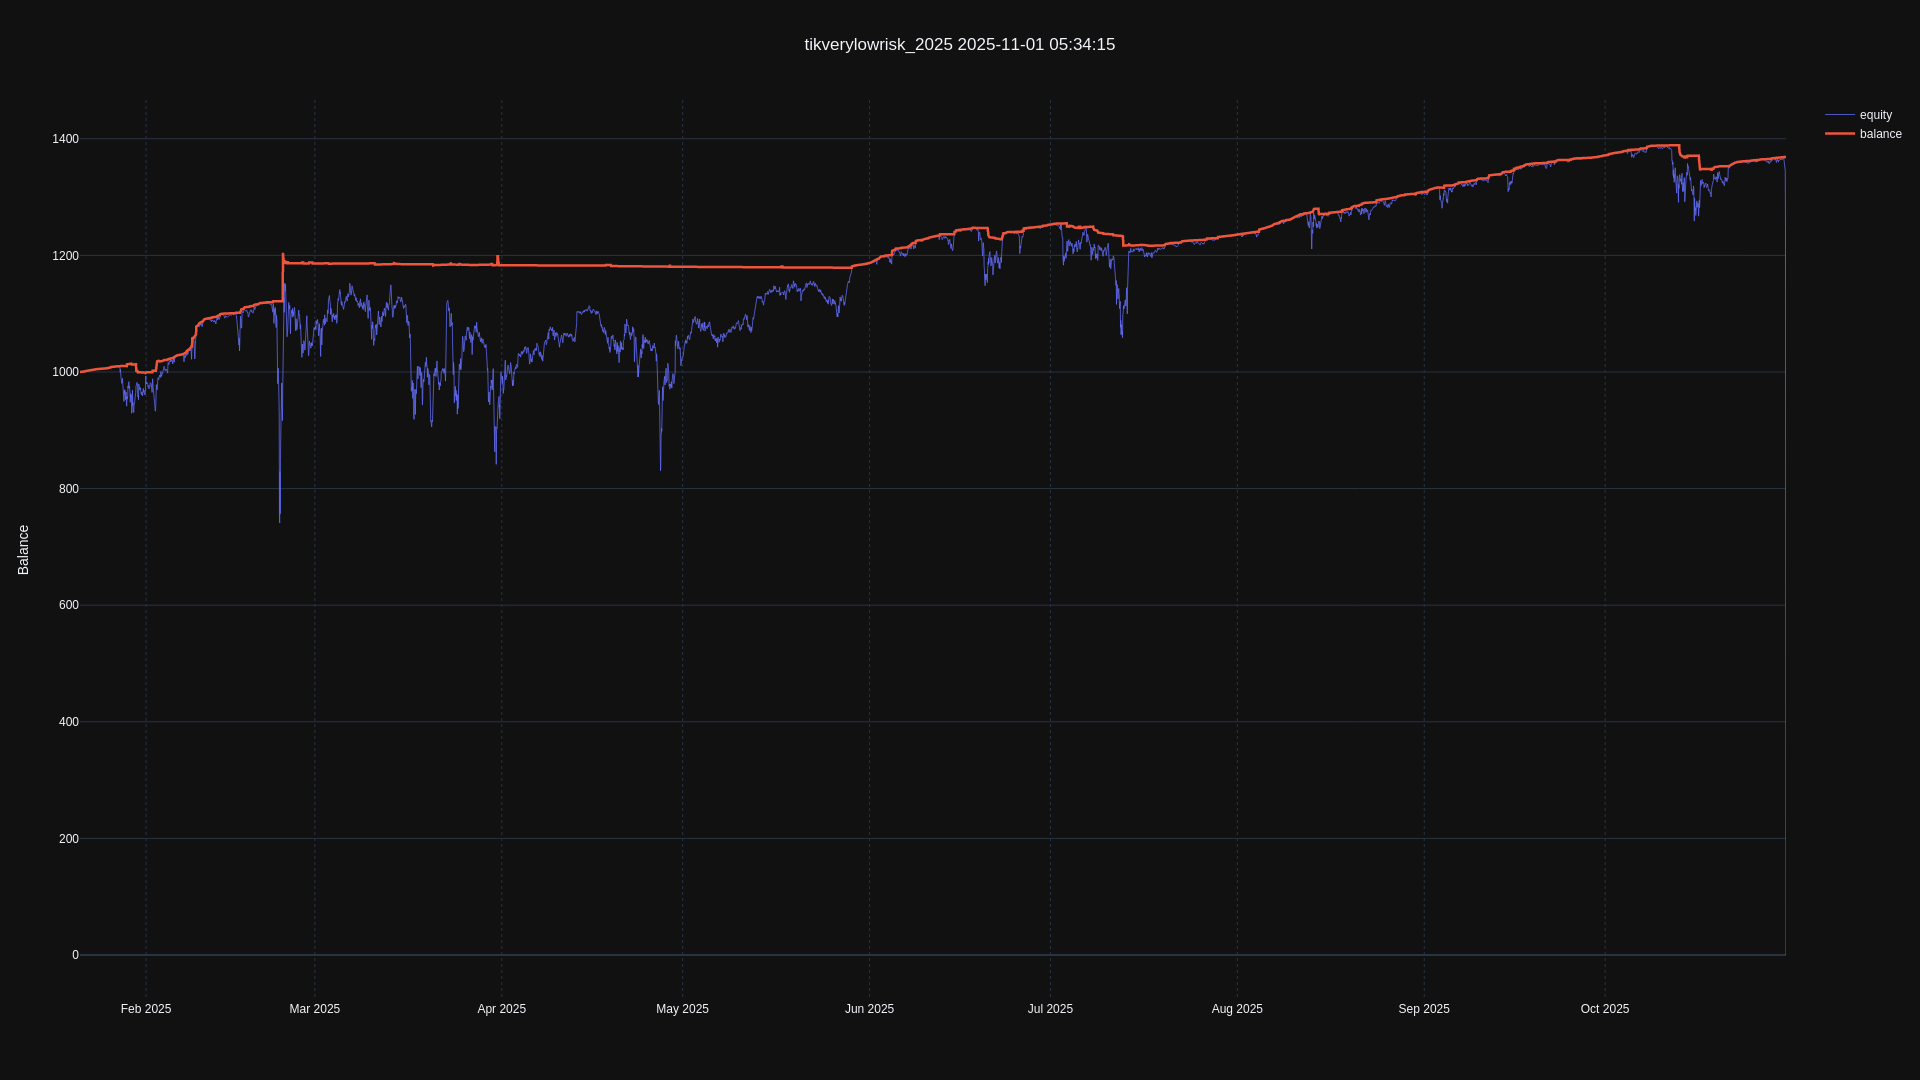 tikverylowrisk_2025 2025-11-01 05:34:15
equity
balance
1400
1200
1000
800
600
400
200
0
Balance
Feb 2025
Mar 2025
Apr 2025
May 2025
Jun 2025
Jul 2025
Aug 2025
Sep 2025
Oct 2025